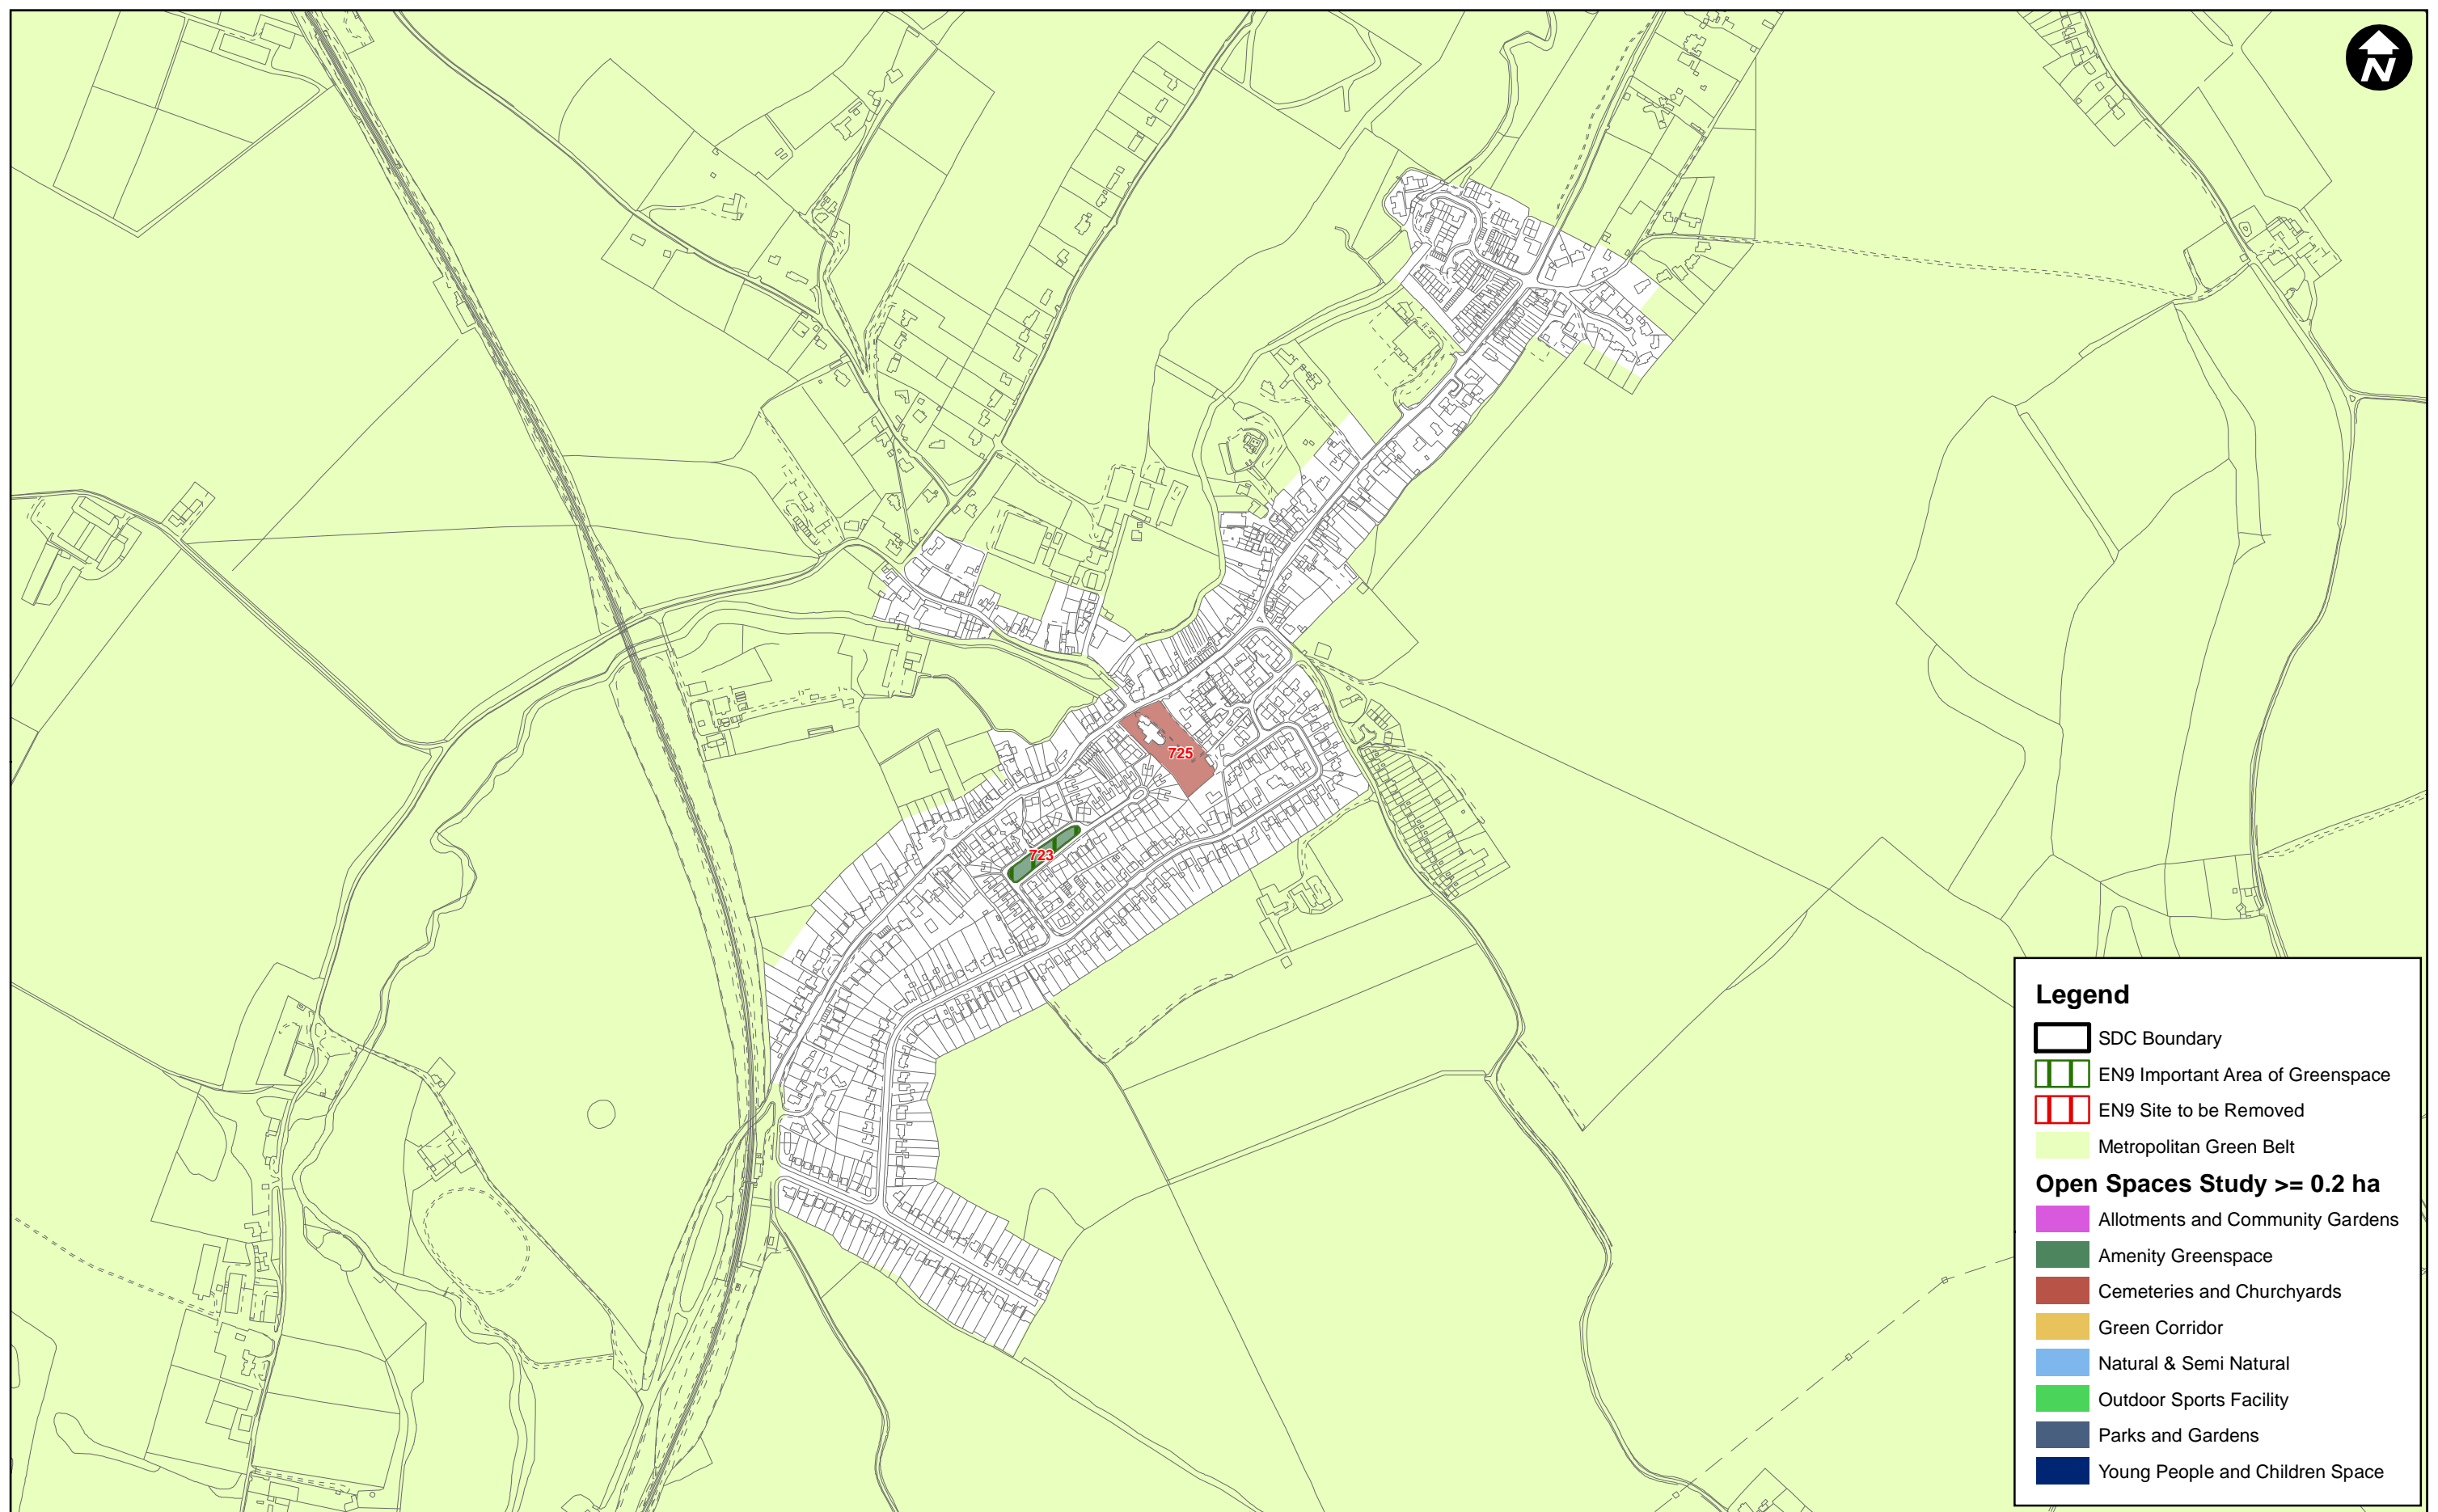 N
725
723
Legend
SDC Boundary
EN9 Important Area of Greenspace
EN9 Site to be Removed
Metropolitan Green Belt
Open Spaces Study >= 0.2 ha
Allotments and Community Gardens
Amenity Greenspace
Cemeteries and Churchyards
Green Corridor
Natural & Semi Natural
Outdoor Sports Facility
Parks and Gardens
Young People and Children Space